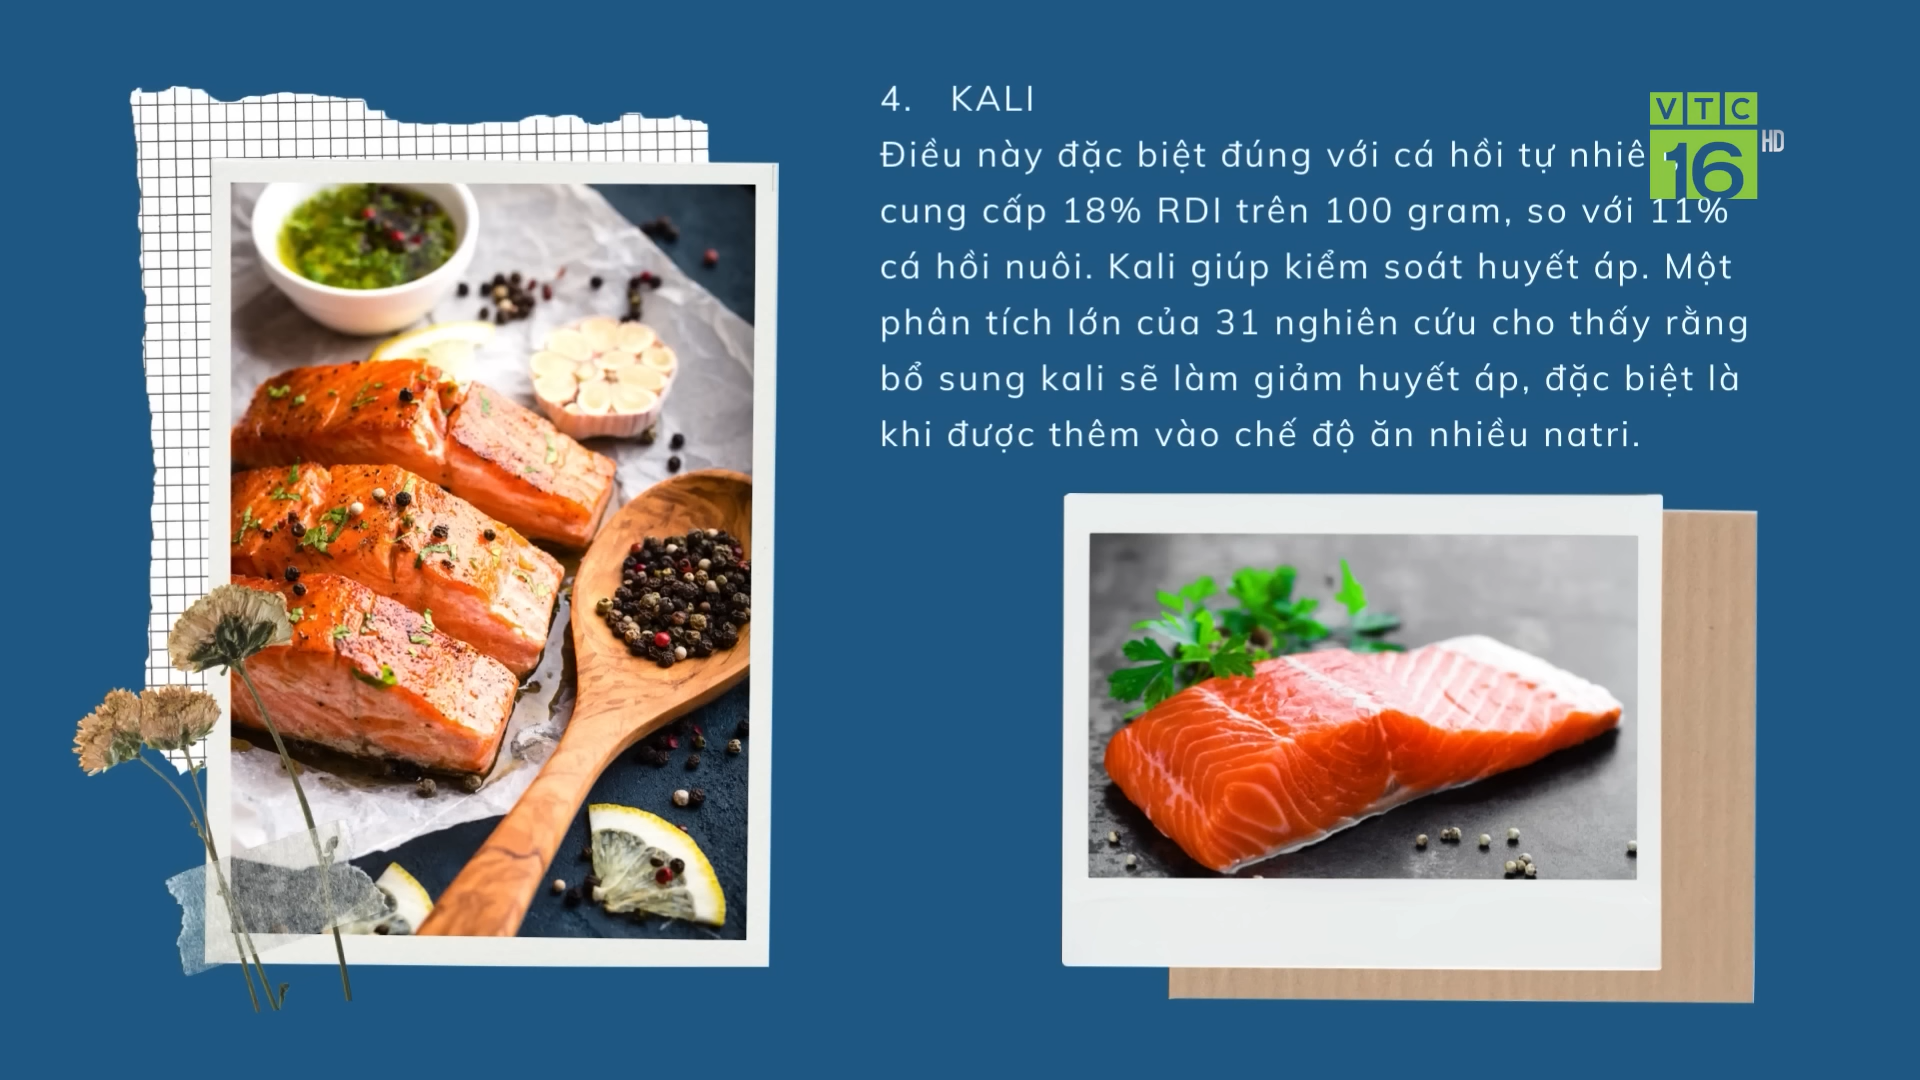 4. KALI
Điều này đặc biệt đúng với cá hồi tự
cung cấp 18% RDI trên 100 gram, so với 11%
cá hồi nuôi. Kali giúp kiểm soát huyết áp. Một
phân tích lớn của 31 nghiên cứu cho thấy rằng
bổ sung kali sẽ làm giảm huyết áp, đặc biệt là
khi được thêm vào chế độ ăn nhiều natri.
VTC
16 HD